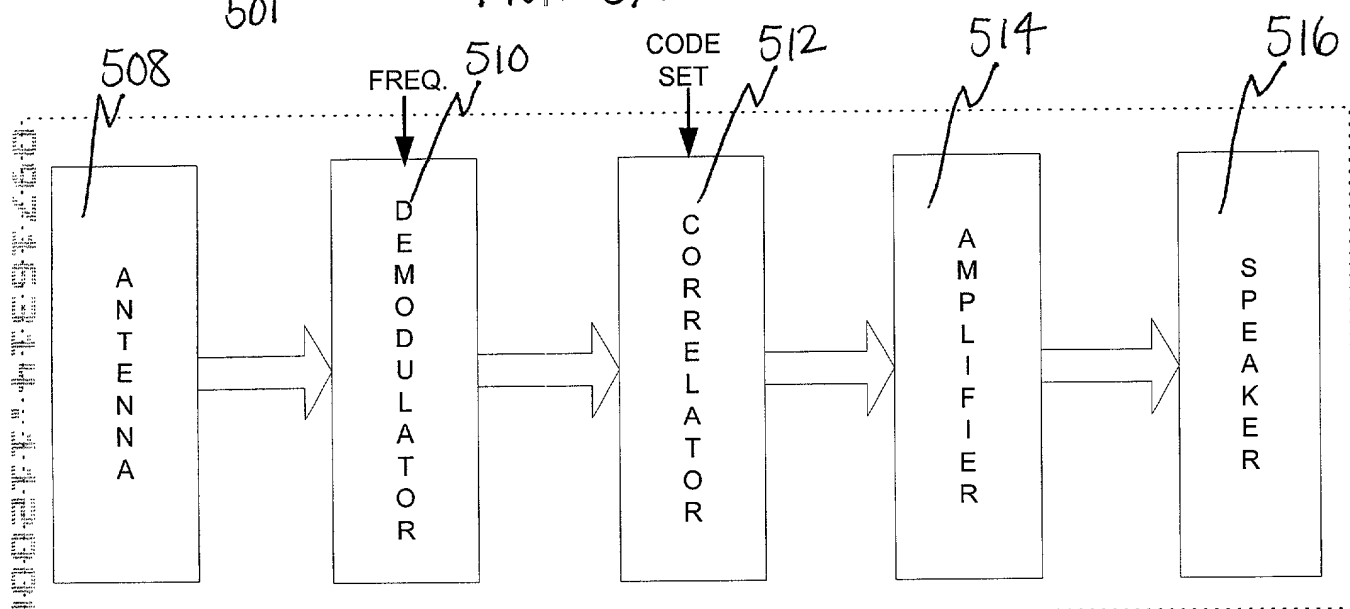 501
508
FREQ.
510
CODE
SET
512
514
516
ANTENNA
DEMODULATOR
CORRELATOR
AMPLIFIER
SPEAKER